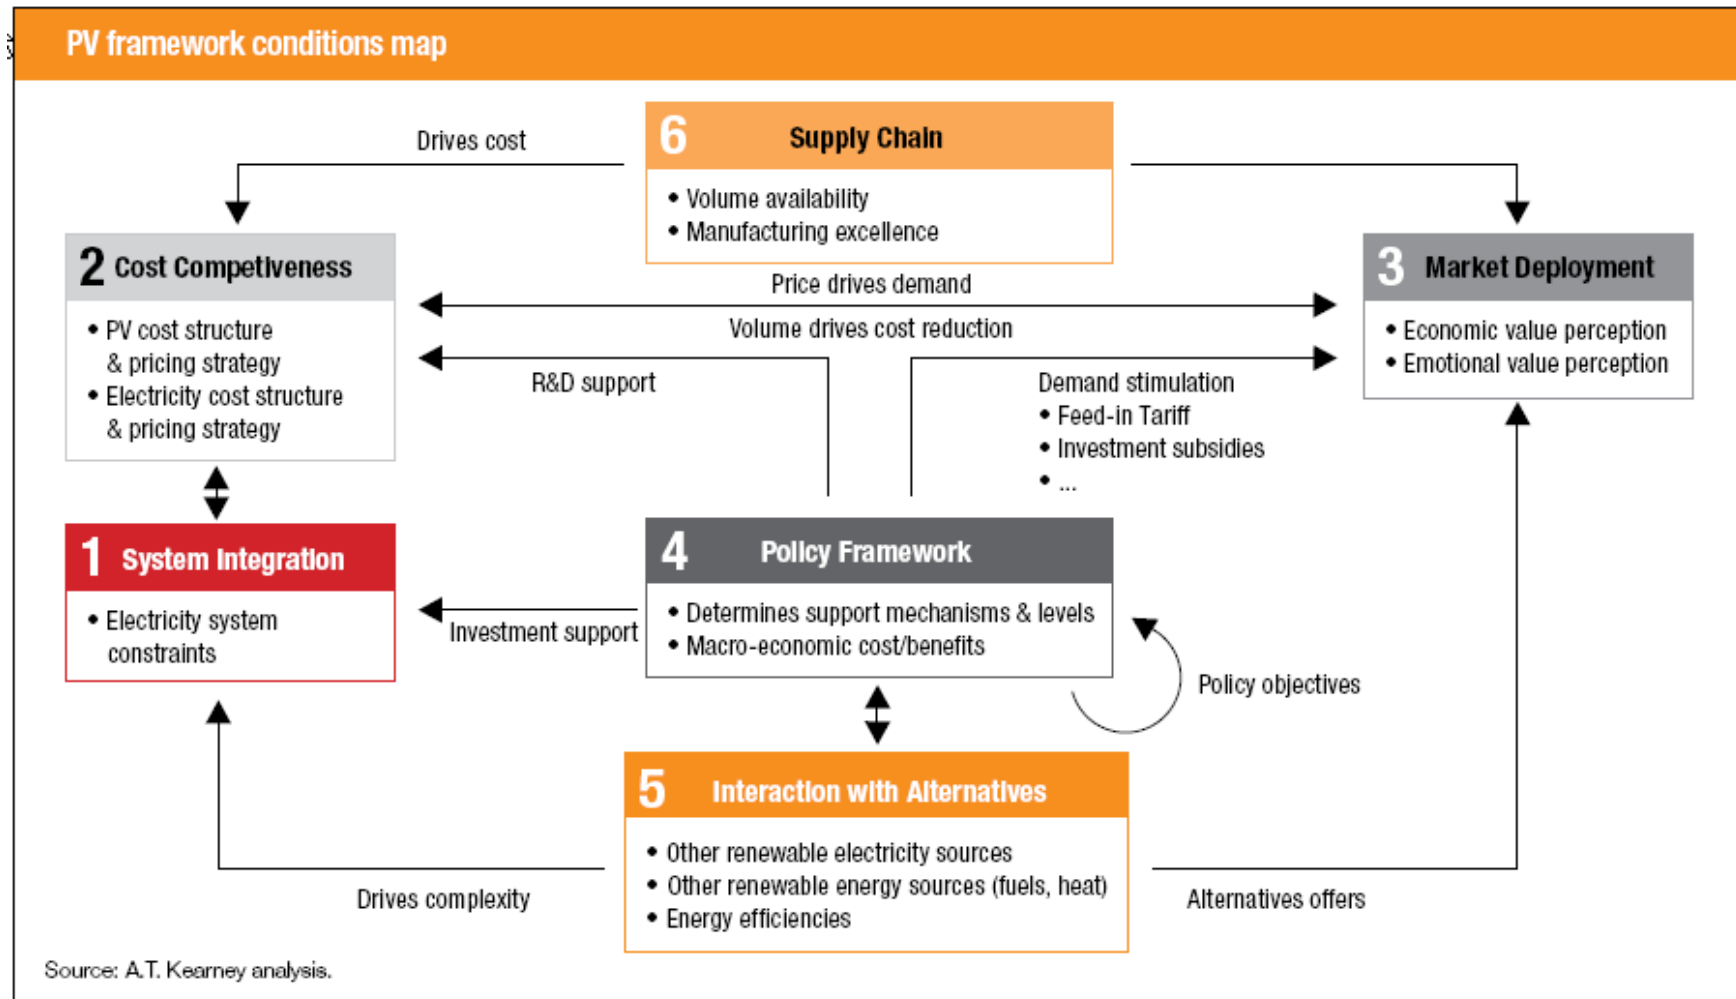 PV framework conditions map
Drives cost
6 Supply Chain
• Volume availability
• Manufacturing excellence
2 Cost Competiveness
• PV cost structure
& pricing strategy
• Electricity cost structure
& pricing strategy
3 Market Deployment
• Economic value perception
• Emotional value perception
Price drives demand
Volume drives cost reduction
R&D support
Demand stimulation
• Feed-in Tariff
• Investment subsidies
• ...
1 System Integration
• Electricity system
constraints
Investment support
4 Policy Framework
• Determines support mechanisms & levels
• Macro-economic cost/benefits
Policy objectives
5 Interaction with Alternatives
• Other renewable electricity sources
• Other renewable energy sources (fuels, heat)
• Energy efficiencies
Drives complexity
Alternatives offers
Source: A.T. Kearney analysis.